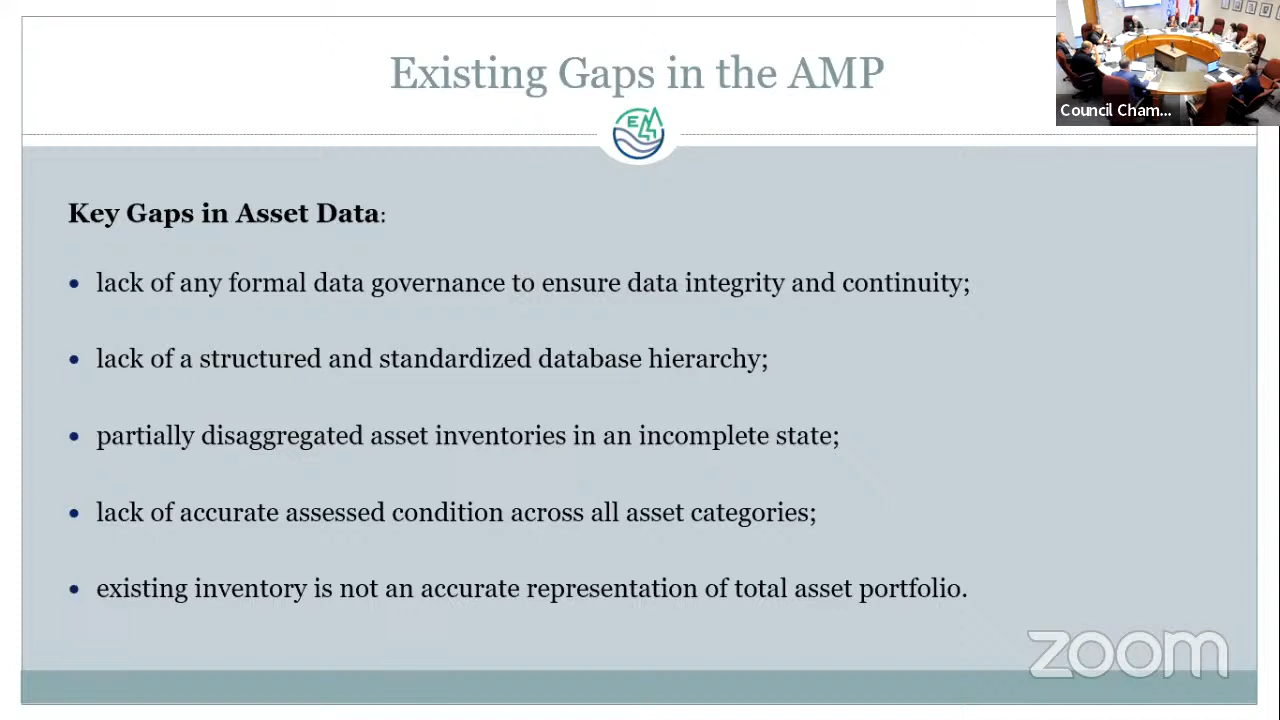 Existing Gaps in the AMP
Council Cham...
Key Gaps in Asset Data:
• lack of any formal data governance to ensure data integrity and continuity;
• lack of a structured and standardized database hierarchy;
• partially disaggregated asset inventories in an incomplete state;
• lack of accurate assessed condition across all asset categories;
• existing inventory is not an accurate representation of total asset portfolio.
zoom